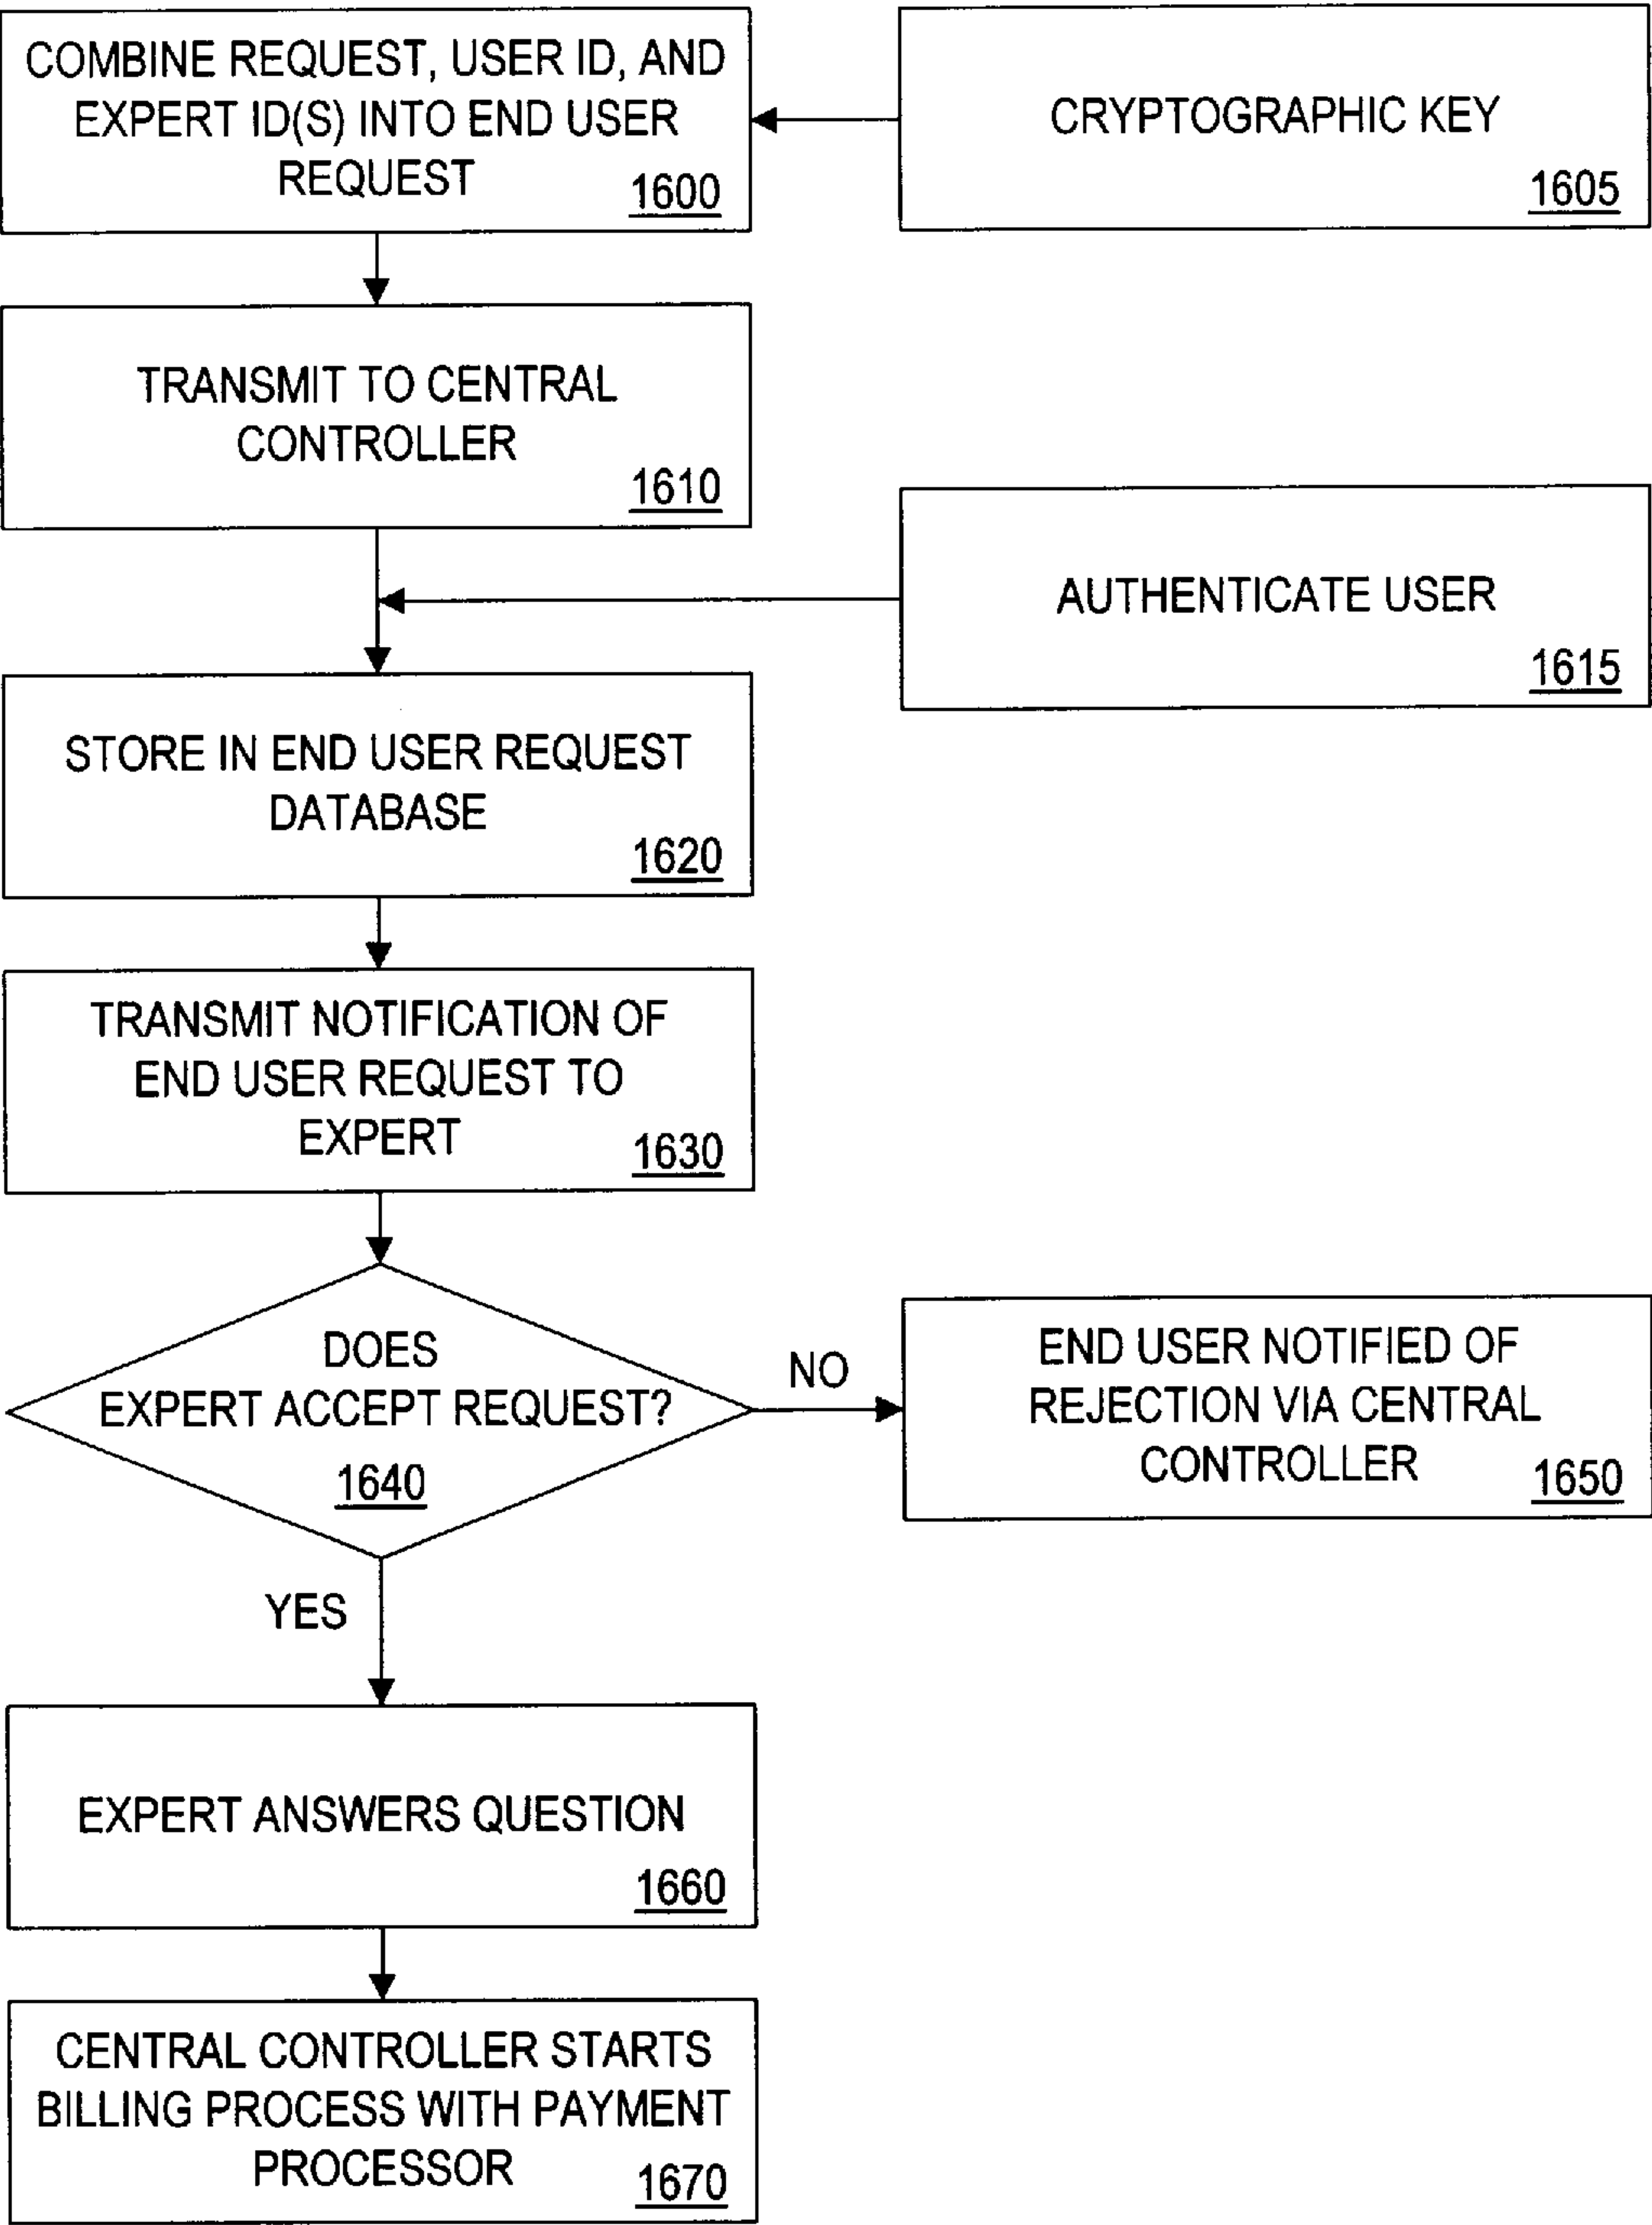 COMBINE REQUEST, USER ID, AND
EXPERT ID(S) INTO END USER
REQUEST
1600
CRYPTOGRAPHIC KEY
1605
TRANSMIT TO CENTRAL
CONTROLLER
1610
AUTHENTICATE USER
1615
STORE IN END USER REQUEST
DATABASE
1620
TRANSMIT NOTIFICATION OF
END USER REQUEST TO
EXPERT
1630
DOES
EXPERT ACCEPT REQUEST?
1640
NO
END USER NOTIFIED OF
REJECTION VIA CENTRAL
CONTROLLER
1650
YES
EXPERT ANSWERS QUESTION
1660
CENTRAL CONTROLLER STARTS
BILLING PROCESS WITH PAYMENT
PROCESSOR
1670